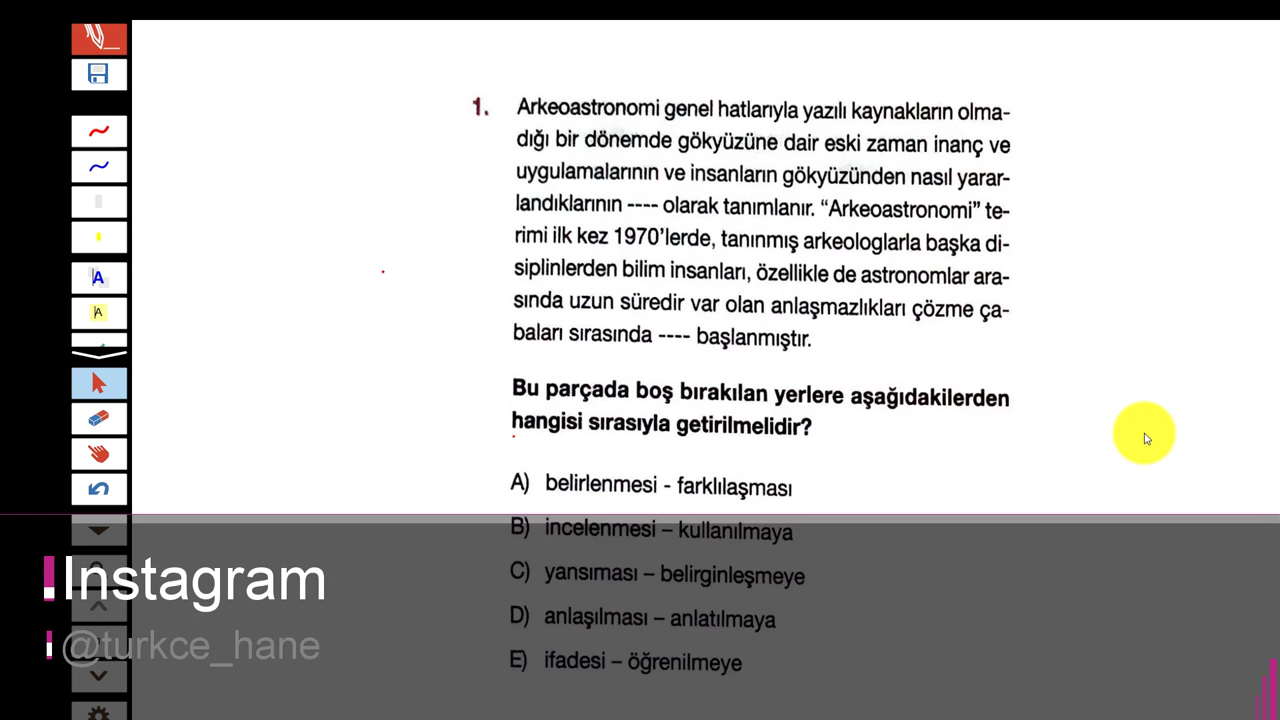 1. Arkeoastronomi genel hatlarıyla yazılı kaynakların olma-
dığı bir dönemde gökyüzüne dair eski zaman inanç ve
uygulamalarının ve insanların gökyüzünden nasıl yarar-
landıklarının ---- olarak tanımlanır. “Arkeoastronomi” te-
rimi ilk kez 1970’lerde, tanınmış arkeologlarla başka di-
siplinlerden bilim insanları, özellikle de astronomlar ara-
sında uzun süredir var olan anlaşmazlıkları çözme ça-
baları sırasında ---- başlanmıştır.
Bu parçada boş bırakılan yerlere aşağıdakilerden
hangisi sırasıyla getirilmelidir?
A) belirlenmesi - farklılaşması
B) incelenmesi – kullanılmaya
C) yansıması – belirginleşmeye
D) anlaşılması – anlatılmaya
E) ifadesi – öğrenilmeye
A
A
Instagram
@turkce_hane